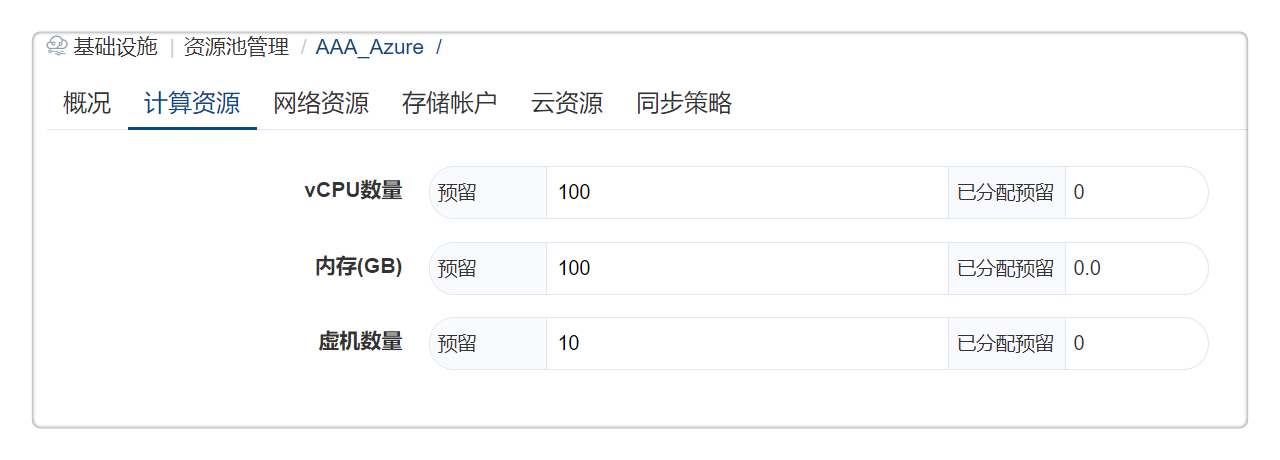 基础设施 | 资源池管理 / AAA_Azure /
概况 计算资源 网络资源 存储帐户 云资源 同步策略
vCPU数量 预留 100 已分配预留 0
内存(GB) 预留 100 已分配预留 0.0
虚机数量 预留 10 已分配预留 0